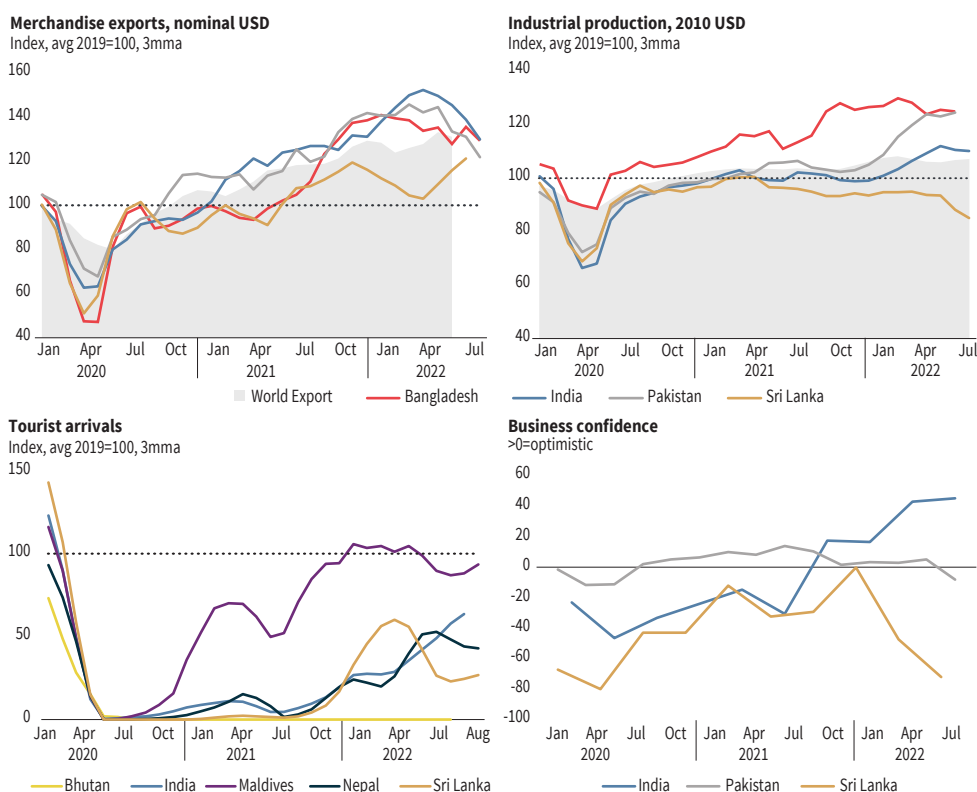 Merchandise exports, nominal USD
Index, avg 2019=100, 3mma
160
140
120
100
80
60
40
Jan Apr Jul Oct Jan Apr Jul Oct Jan Apr Jul
2020 2021 2022
Industrial production, 2010 USD
Index, avg 2019=100, 3mma
140
120
100
80
60
40
Jan Apr Jul Oct Jan Apr Jul Oct Jan Apr Jul
2020 2021 2022
World Export Bangladesh India Pakistan Sri Lanka
Tourist arrivals
Index, avg 2019=100, 3mma
150
100
50
0
Jan Apr Jul Oct Jan Apr Jul Oct Jan Apr Jul Aug
2020 2021 2022
Bhutan India Maldives Nepal Sri Lanka
Business confidence
>0=optimistic
60
40
20
0
-20
-40
-60
-80
-100
Jan Apr Jul Oct Jan Apr Jul Oct Jan Apr Jul
2020 2021 2022
India Pakistan Sri Lanka